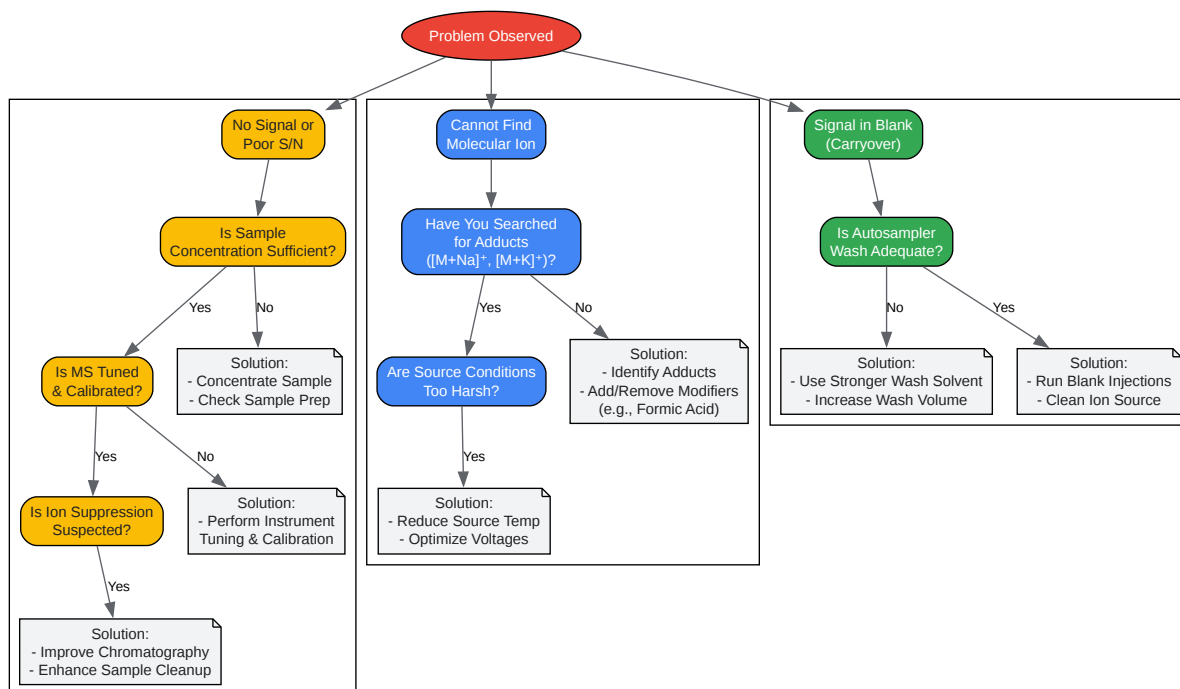 Problem Observed
No Signal or
Poor S/N
Is Sample
Concentration Sufficient?
Yes
No
Is MS Tuned
& Calibrated?
Solution:
- Concentrate Sample
- Check Sample Prep
Yes
No
Is Ion Suppression
Suspected?
Solution:
- Perform Instrument
Tuning & Calibration
Yes
Solution:
- Improve Chromatography
- Enhance Sample Cleanup
Cannot Find
Molecular Ion
Have You Searched
for Adducts
([M+Na]⁺, [M+K]⁺)?
Yes
No
Are Source Conditions
Too Harsh?
Solution:
- Identify Adducts
- Add/Remove Modifiers
(e.g., Formic Acid)
Yes
Solution:
- Reduce Source Temp
- Optimize Voltages
Signal in Blank
(Carryover)
Is Autosampler
Wash Adequate?
No
Yes
Solution:
- Use Stronger Wash Solvent
- Increase Wash Volume
Solution:
- Run Blank Injections
- Clean Ion Source